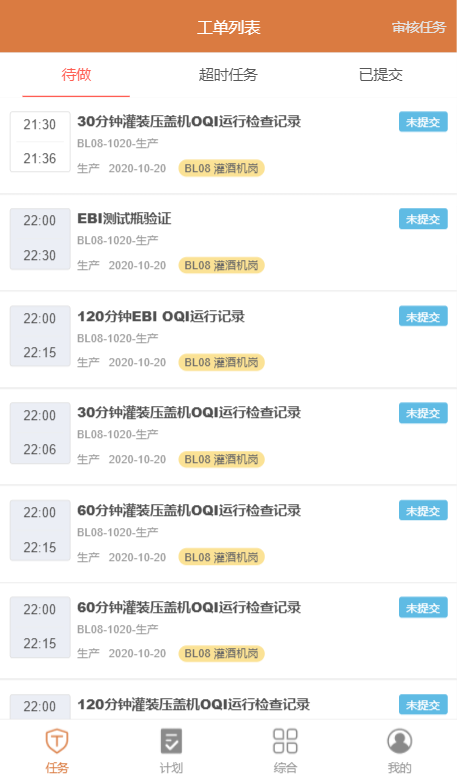 工单列表 审核任务
待做 超时任务 已提交
21:30 30分钟灌装压盖机OQI运行检查记录 未提交
BL08-1020-生产
21:36 生产 2020-10-20 BL08 灌酒机岗
22:00 EBI测试瓶验证 未提交
BL08-1020-生产
22:30 生产 2020-10-20 BL08 灌酒机岗
22:00 120分钟EBI OQI运行记录 未提交
BL08-1020-生产
22:15 生产 2020-10-20 BL08 灌酒机岗
22:00 30分钟灌装压盖机OQI运行检查记录 未提交
BL08-1020-生产
22:06 生产 2020-10-20 BL08 灌酒机岗
22:00 60分钟灌装压盖机OQI运行检查记录 未提交
BL08-1020-生产
22:15 生产 2020-10-20 BL08 灌酒机岗
22:00 60分钟灌装压盖机OQI运行检查记录 未提交
BL08-1020-生产
22:15 生产 2020-10-20 BL08 灌酒机岗
22:00 120分钟灌装压盖机OQI运行检查记录 未提交
任务 计划 综合 我的